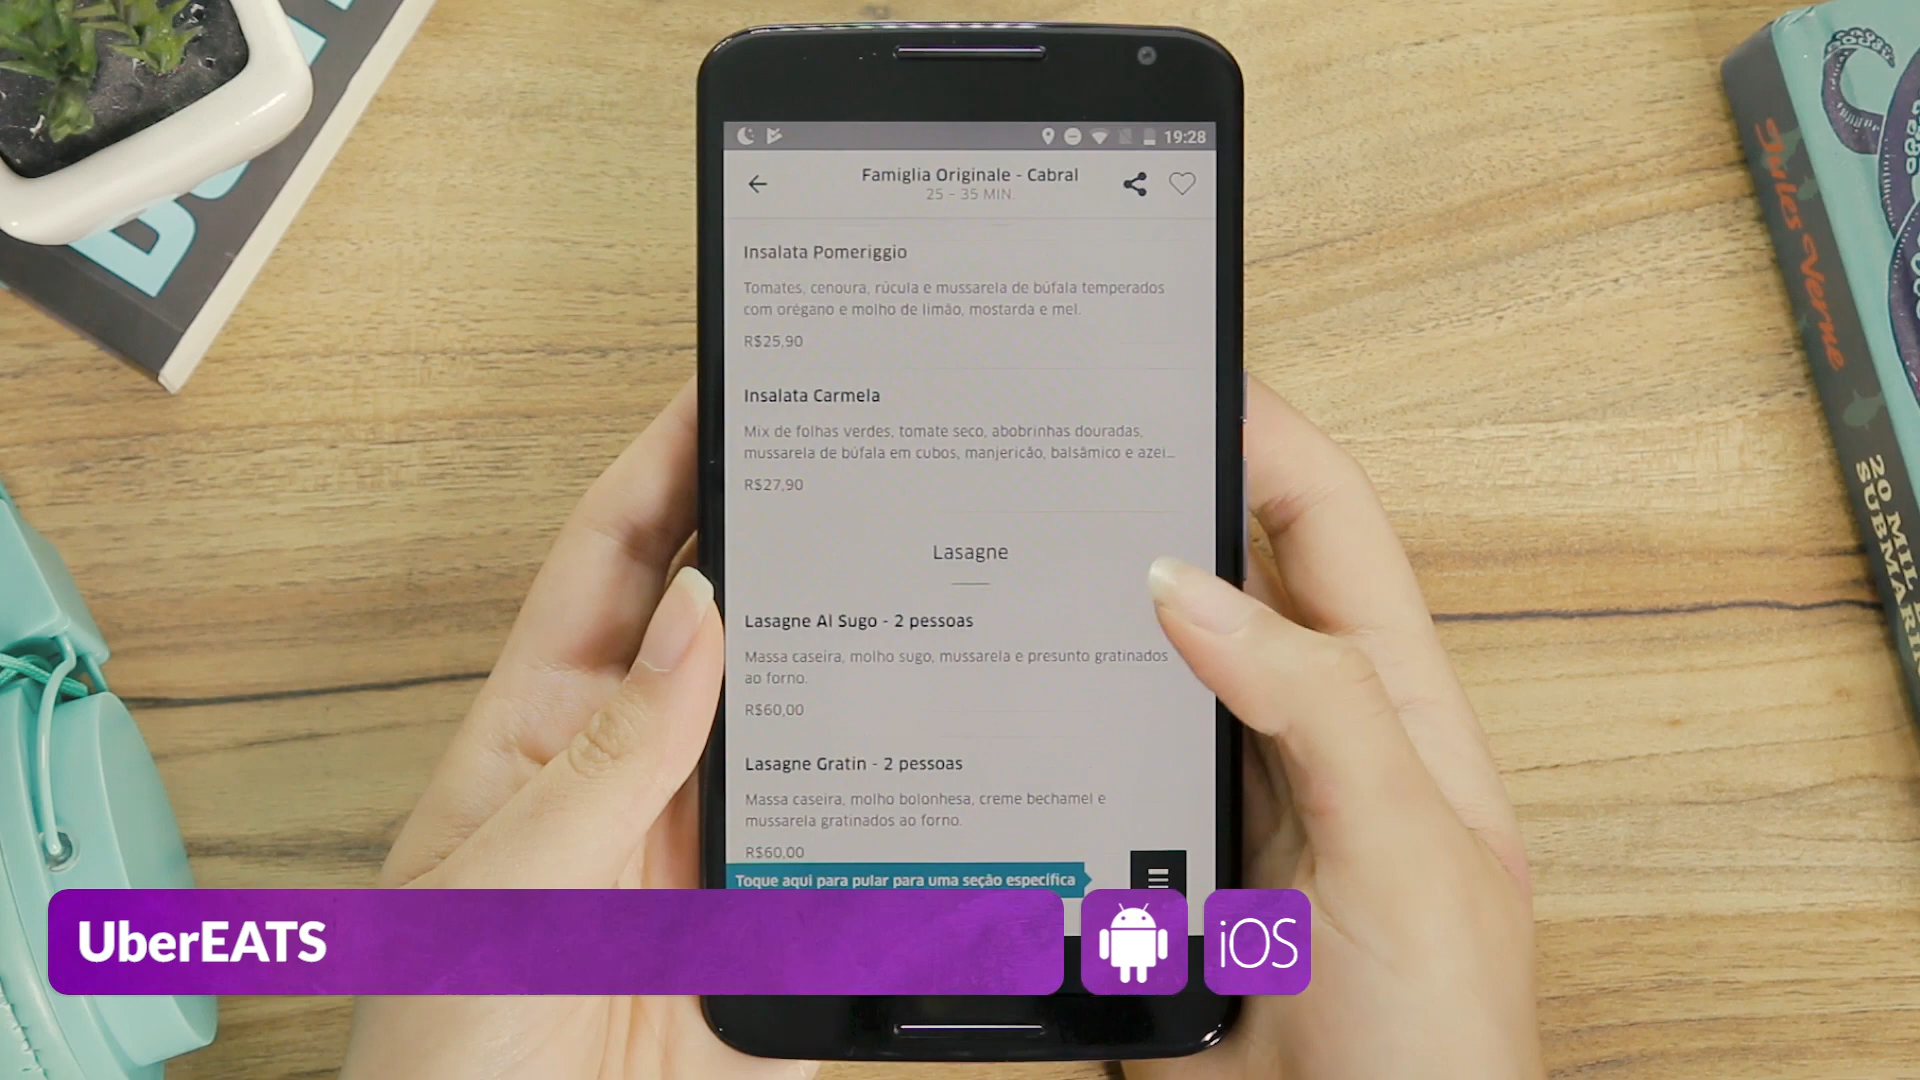 19:28
Famiglia Originale - Cabral
25 – 35 MIN.
Insalata Pomeriggio
Tomates, cenoura, rúcula e mussarela de búfala temperados
com orégano e molho de limão, mostarda e mel.
R$25,90
Insalata Carmela
Mix de folhas verdes, tomate seco, abobrinhas douradas,
mussarela de búfala em cubos, manjericão, balsâmico e azei...
R$27,90
Lasagne
Lasagne Al Sugo - 2 pessoas
Massa caseira, molho sugo, mussarela e presunto gratinados
ao forno.
R$60,00
Lasagne Gratin - 2 pessoas
Massa caseira, molho bolonhesa, creme bechamel e
mussarela gratinados ao forno.
R$60,00
Toque aqui para pular para uma seção específica
UberEATS
iOS
Jules Verne
20 MIL